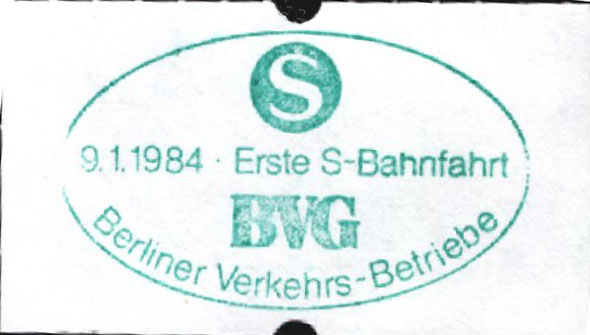 S
9.1.1984 · Erste S-Bahnfahrt
BVG
Berliner Verkehrs-Betriebe